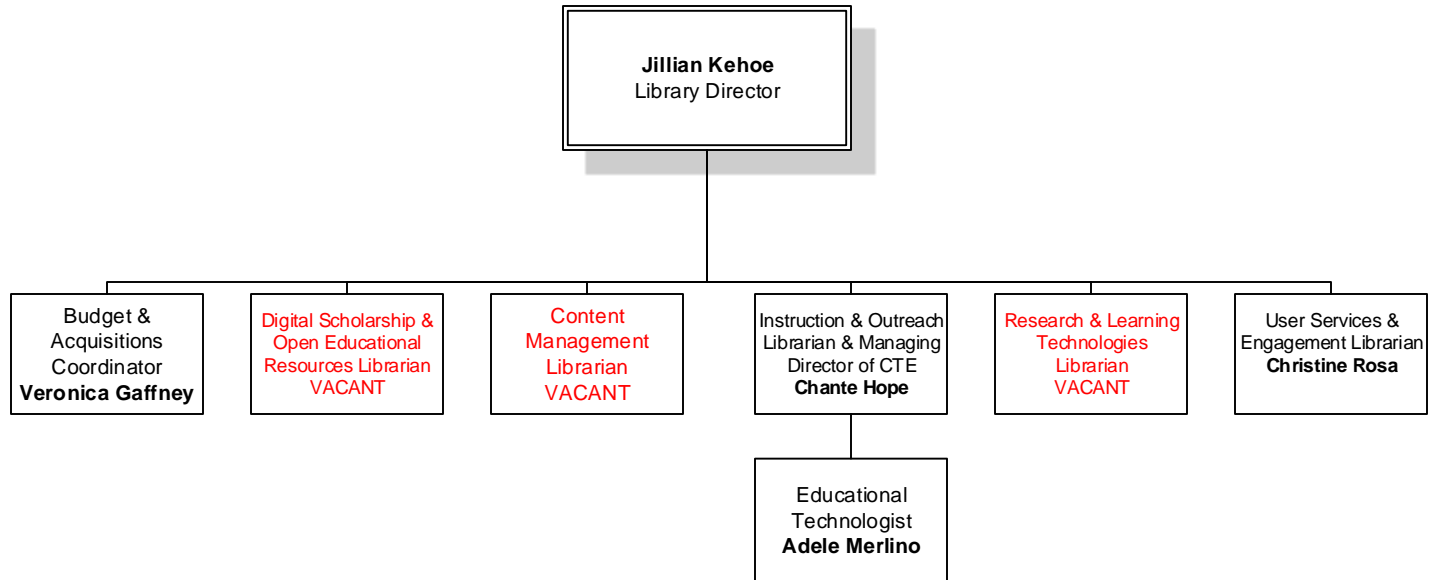 Jillian Kehoe
Library Director
Budget &
Acquisitions
Coordinator
Veronica Gaffney
Digital Scholarship &
Open Educational
Resources Librarian
VACANT
Content
Management
Librarian
VACANT
Instruction & Outreach
Librarian & Managing
Director of CTE
Chante Hope
Research & Learning
Technologies
Librarian
VACANT
User Services &
Engagement Librarian
Christine Rosa
Educational
Technologist
Adele Merlino